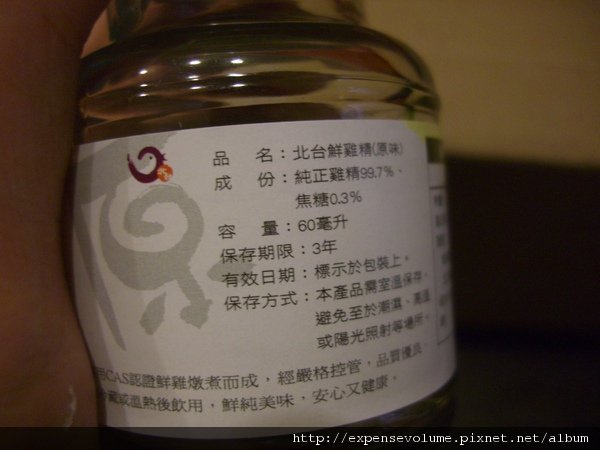 品　名：北台鮮雞精(原味)
成　份：純正雞精99.7%、
焦糖0.3%
容　量：60毫升
保存期限：3年
有效日期：標示於包裝上。
保存方式：本產品需室溫保存、
避免至於潮濕、高溫
或陽光照射等場所。
CAS認證鮮雞燉煮而成，經嚴格控管，品質優良。
或溫熱後飲用，鮮純美味，安心又健康。
http://expensevolume.pixnet.net/album